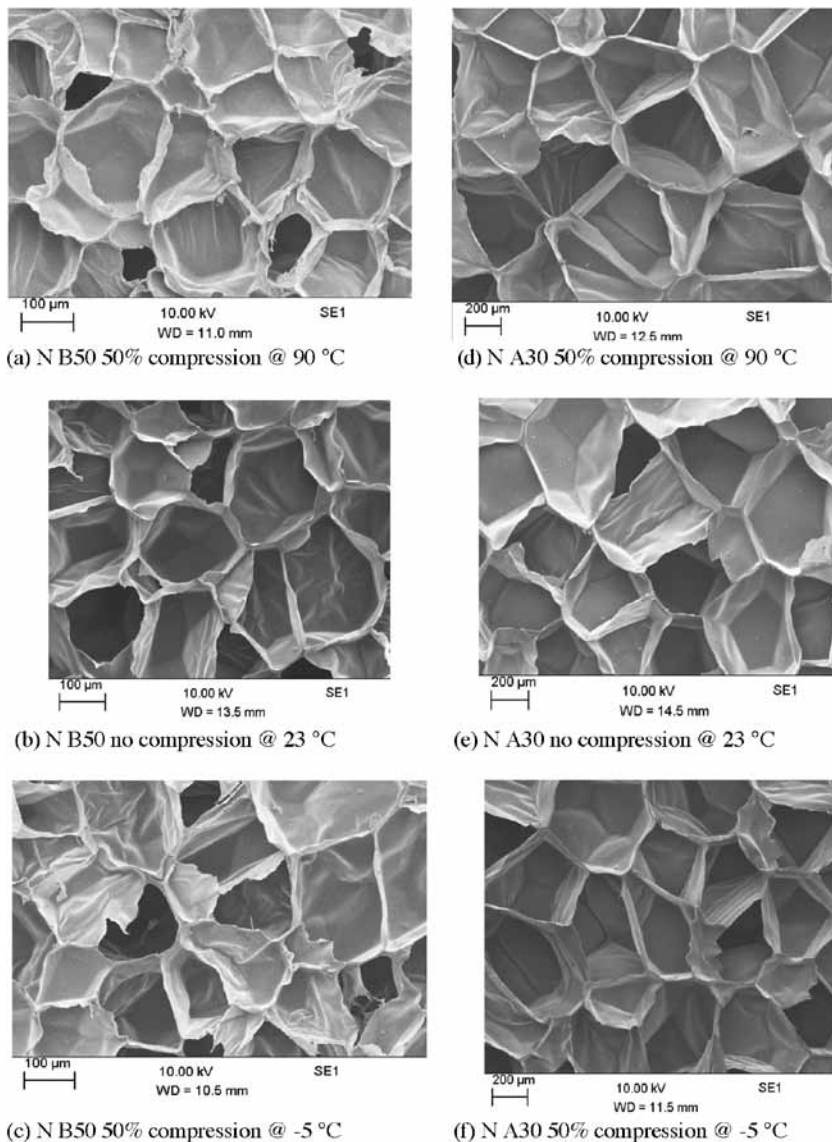 100 µm 10.00 kV SE1
WD = 11.0 mm
(a) N B50 50% compression @ 90 °C
200 µm 10.00 kV SE1
WD = 12.5 mm
(d) N A30 50% compression @ 90 °C
100 µm 10.00 kV SE1
WD = 13.5 mm
(b) N B50 no compression @ 23 °C
200 µm 10.00 kV SE1
WD = 14.5 mm
(e) N A30 no compression @ 23 °C
100 µm 10.00 kV SE1
WD = 10.5 mm
(c) N B50 50% compression @ -5 °C
200 µm 10.00 kV SE1
WD = 11.5 mm
(f) N A30 50% compression @ -5 °C